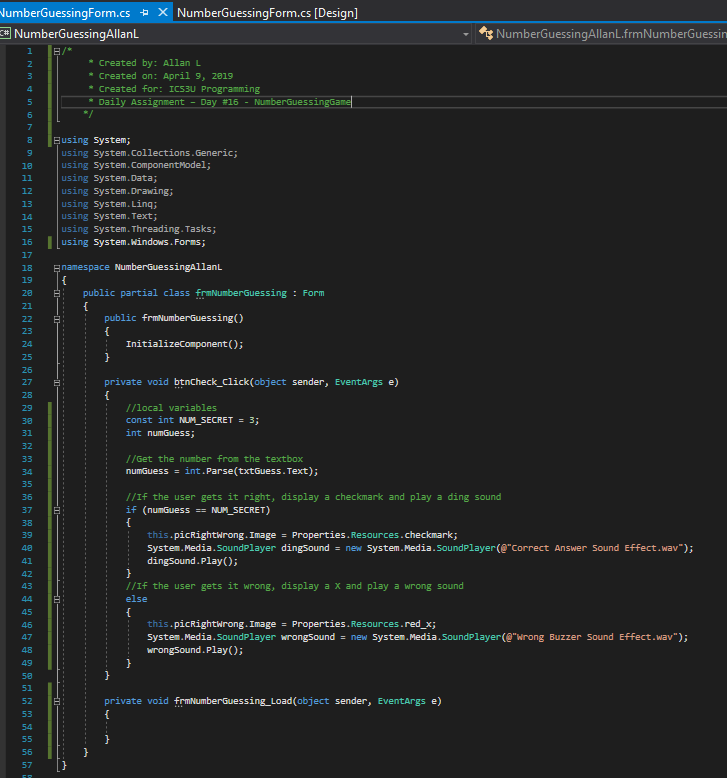 NumberGuessingForm.cs NumberGuessingForm.cs [Design]
C# NumberGuessingAllanL NumberGuessingAllanL.frmNumberGuessin
1 /*
2 * Created by: Allan L
3 * Created on: April 9, 2019
4 * Created for: ICS3U Programming
5 * Daily Assignment – Day #16 - NumberGuessingGame
6 */
7
8 using System;
9 using System.Collections.Generic;
10 using System.ComponentModel;
11 using System.Data;
12 using System.Drawing;
13 using System.Linq;
14 using System.Text;
15 using System.Threading.Tasks;
16 using System.Windows.Forms;
17
18 namespace NumberGuessingAllanL
19 {
20 public partial class frmNumberGuessing : Form
21 {
22 public frmNumberGuessing()
23 {
24 InitializeComponent();
25 }
26
27 private void btnCheck_Click(object sender, EventArgs e)
28 {
29 //local variables
30 const int NUM_SECRET = 3;
31 int numGuess;
32
33 //Get the number from the textbox
34 numGuess = int.Parse(txtGuess.Text);
35
36 //If the user gets it right, display a checkmark and play a ding sound
37 if (numGuess == NUM_SECRET)
38 {
39 this.picRightWrong.Image = Properties.Resources.checkmark;
40 System.Media.SoundPlayer dingSound = new System.Media.SoundPlayer(@"Correct Answer Sound Effect.wav");
41 dingSound.Play();
42 }
43 //If the user gets it wrong, display a X and play a wrong sound
44 else
45 {
46 this.picRightWrong.Image = Properties.Resources.red_x;
47 System.Media.SoundPlayer wrongSound = new System.Media.SoundPlayer(@"Wrong Buzzer Sound Effect.wav");
48 wrongSound.Play();
49 }
50 }
51
52 private void frmNumberGuessing_Load(object sender, EventArgs e)
53 {
54
55 }
56 }
57 }
58